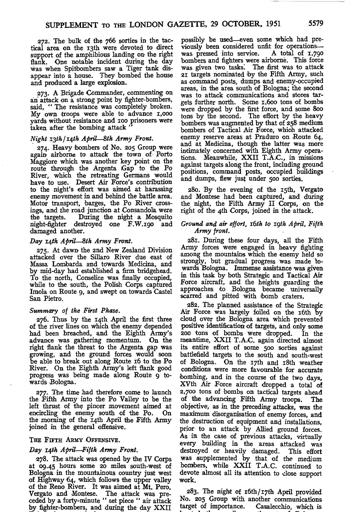 SUPPLEMENT TO THE LONDON GAZETTE, 29 OCTOBER, 1951 5579
272. The bulk of the 766 sorties in the tac-
tical area on the 13th were devoted to direct
support of the amphibious landing on the right
flank. One notable incident during the day
was when Spitbombers saw a Tiger tank dis-
appear into a house. They bombed the house
and produced a large explosion.
273. A Brigade Commander, commenting on
an attack on a strong point by fighter-bombers,
said, "The resistance was completely broken.
My own troops were able to advance 1,000
yards without resistance and 100 prisoners were
taken after the bombing attack
Night 13th/14th April—8th Army Front.
274. Heavy bombers of No. 205 Group were
again airborne to attack the town of Porto
Maggiore which was another key point on the
route through the Argenta Gap to the Po
River, which the retreating Germans would
have to use. Desert Air Force's contribution
to the night's effort was aimed at harassing
enemy movement in and behind the battle area.
Motor transport, barges, the Po River cross-
ings, and the road junction at Consandola were
the targets. During the night a Mosquito
night-fighter destroyed one F.W.190 and
damaged another.
Day 14th April—8th Army Front.
275. At dawn the 2nd New Zealand Division
attacked over the Sillaro River due east of
Massa Lombarda and towards Medicina, and
by mid-day had established a firm bridgehead.
To the north, Conselice was finally occupied,
while to the south, the Polish Corps captured
Imola on Route 9, and swept on towards Castel
San Pietro.
Summary of the First Phase.
276. Thus by the 14th April the first three
of the river lines on which the enemy depended
had been breached, and the Eighth Army's
advance was gathering momentum. On the
right flank the threat to the Argenta gap was
growing, and the ground forces would soon
be able to break out along Route 16 to the Po
River. On the Eighth Army's left flank good
progress was being made along Route 9 to-
wards Bologna.
277. The time had therefore come to launch
the Fifth Army into the Po Valley to be the
left thrust of the pincer movement aimed at
encircling the enemy south of the Po. On
the morning of the 14th April the Fifth Army
joined in the general offensive.
THE FIFTH ARMY OFFENSIVE.
Day 14th April—Fifth Army Front.
278. The attack was opened by the IV Corps
at 09.45 hours some 20 miles south-west of
Bologna in the mountainous country just west
of Highway 64, which follows the upper valley
of the Reno River. It was aimed at Mt. Pero,
Vergato and Montese. The attack was pre-
ceded by a forty-minute "set piece" air attack
by fighter-bombers, and during the day XXII
possibly be used—even some which had pre-
viously been considered unfit for operations—
was pressed into service. A total of 1,790
bombers and fighters were airborne. This force
was given two tasks. The first was to attack
21 targets nominated by the Fifth Army, such
as command posts, dumps and enemy-occupied
areas, in the area south of Bologna; the second
was to attack communications and stores tar-
gets further north. Some 1,600 tons of bombs
were dropped by the first force, and some 800
tons by the second. The effort by the heavy
bombers was augmented by that of 258 medium
bombers of Tactical Air Force, which attacked
enemy reserve areas at Praduro on Route 64,
and at Medicina, though the latter was more
intimately concerned with Eighth Army opera-
tions. Meanwhile, XXII T.A.C., in missions
against targets along the front, including ground
positions, command posts, occupied buildings
and dumps, flew just under 500 sorties.
280. By the evening of the 15th, Vergato
and Montese had been captured, and during
the night, the Fifth Army II Corps, on the
right of the 4th Corps, joined in the attack.
Ground and air effort, 16th to 19th April, Fifth
Army front.
281. During these four days, all the Fifth
Army forces were engaged in heavy fighting
among the mountains which the enemy held so
strongly, but gradual progress was made to-
wards Bologna. Immense assistance was given
in this task by both Strategic and Tactical Air
Force aircraft, and the heights guarding the
approaches to Bologna became universally
scarred and pitted with bomb craters.
282. The planned assistance of the Strategic
Air Force was largely foiled on the 16th by
cloud over the Bologna area which prevented
positive identification of targets, and only some
200 tons of bombs were dropped. In the
meantime, XXII T.A.C. again directed almost
its entire effort of some 500 sorties against
battlefield targets to the south and south-west
of Bologna. On the 17th and 18th weather
conditions were more favourable for accurate
bombing, and in the course of the two days,
XVth Air Force aircraft dropped a total of
2,700 tons of bombs on tactical targets ahead
of the advancing Fifth Army troops. The
objective, as in the preceding attacks, was the
maximum disorganisation of enemy forces, and
the destruction of equipment and installations,
prior to an attack by Allied ground forces.
As in the case of previous attacks, virtually
every building in the areas attacked was
destroyed or heavily damaged. This effort
was supplemented by that of the medium
bombers, while XXII T.A.C. continued to
devote almost all its attention to close support
work.
283. The night of 16th/17th April provided
No. 205 Group with another communications
target of importance. Casalecchio, which is